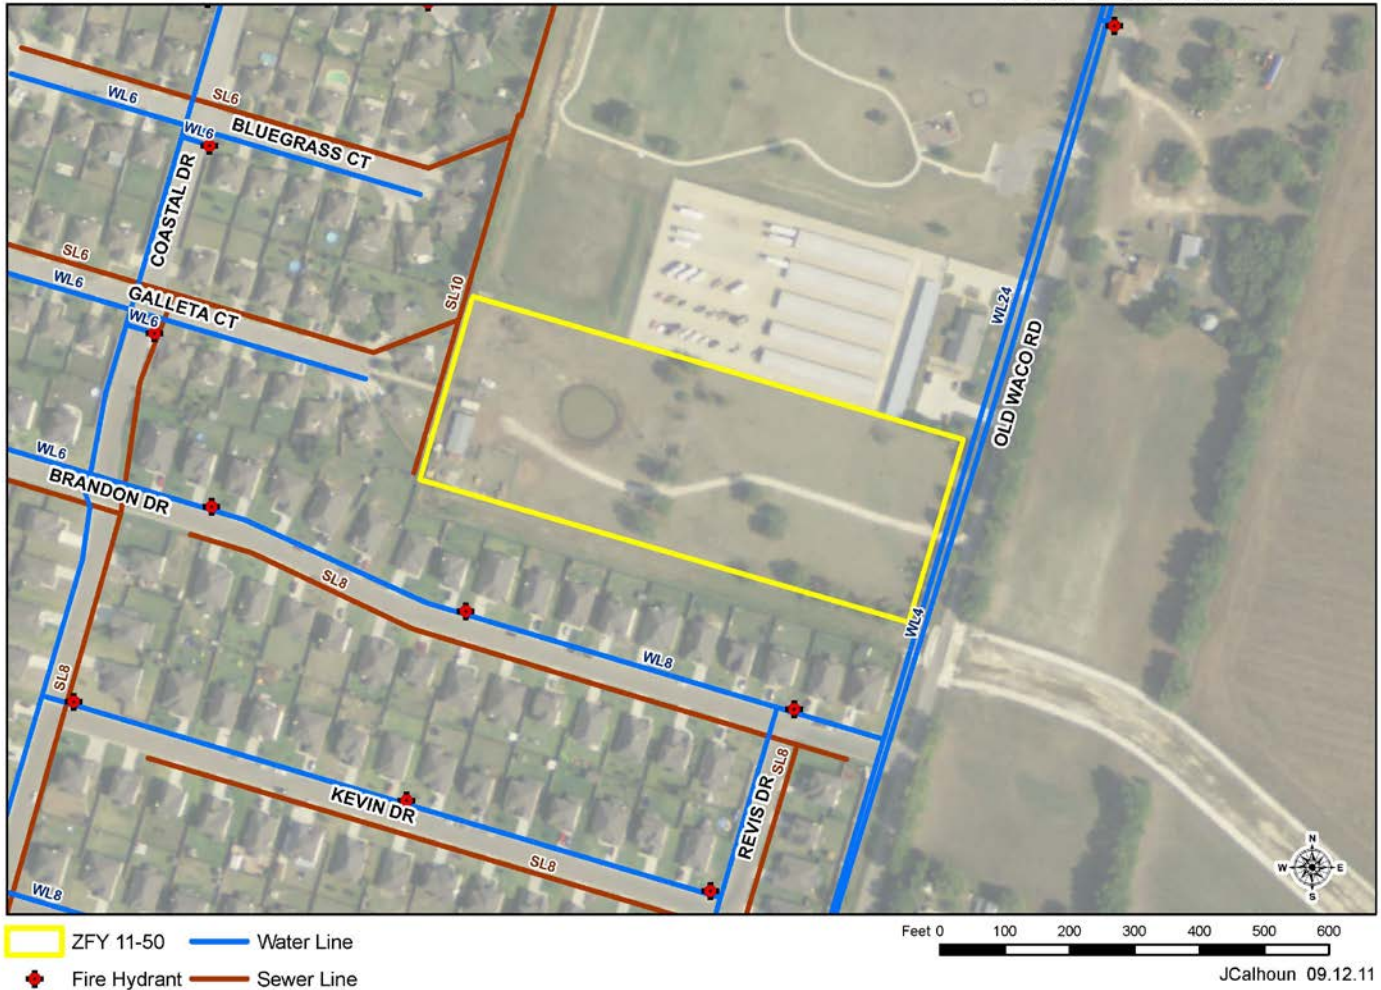 WL6
SL6
WL6
BLUEGRASS CT
COASTAL DR
SL6
WL6
GALLETA CT
WL6
SL10
WL24
OLD WACO RD
WL6
BRANDON DR
SL8
WL4
WL8
SL8
SL8
REVIS DR
KEVIN DR
SL8
WL8
N
W
E
S
ZFY 11-50
Water Line
Fire Hydrant
Sewer Line
Feet 0 100 200 300 400 500 600
JCalhoun 09.12.11